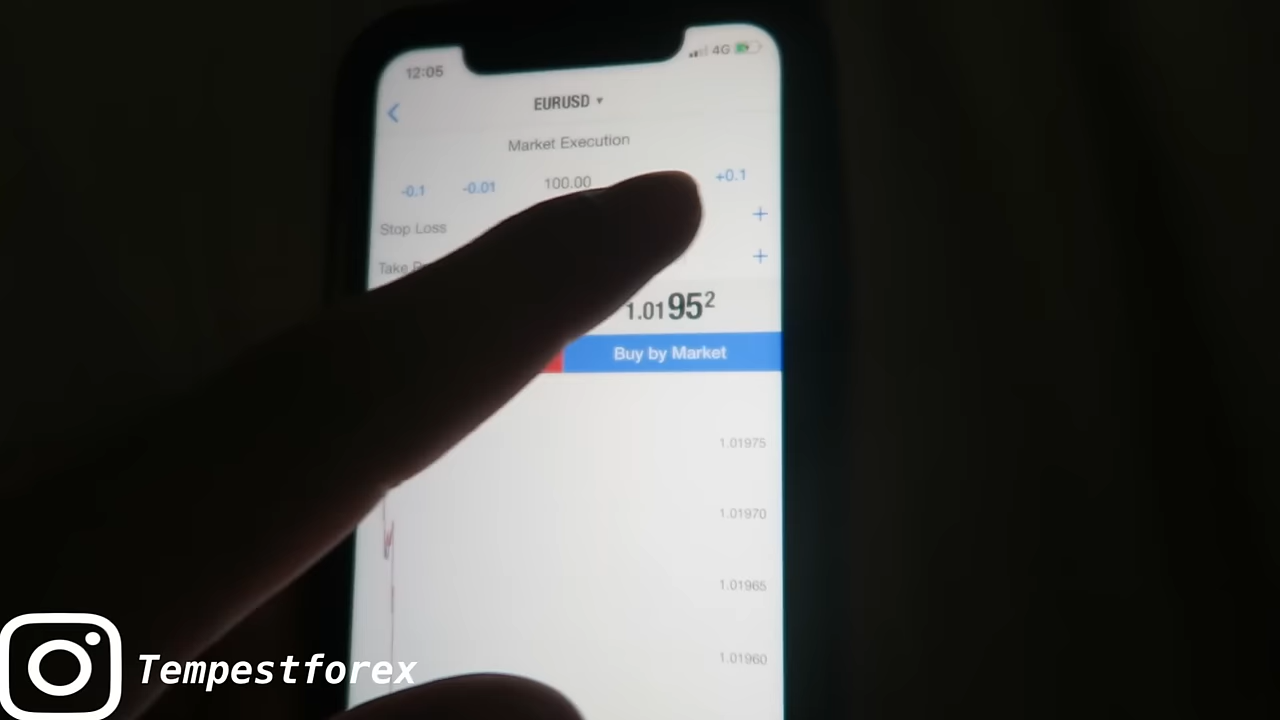 12:05
4G
EURUSD ▾
Market Execution
-0.1 -0.01 100.00 +0.1
Stop Loss +
Take +
1.01952
Buy by Market
1.01975
1.01970
1.01965
1.01960
Tempestforex